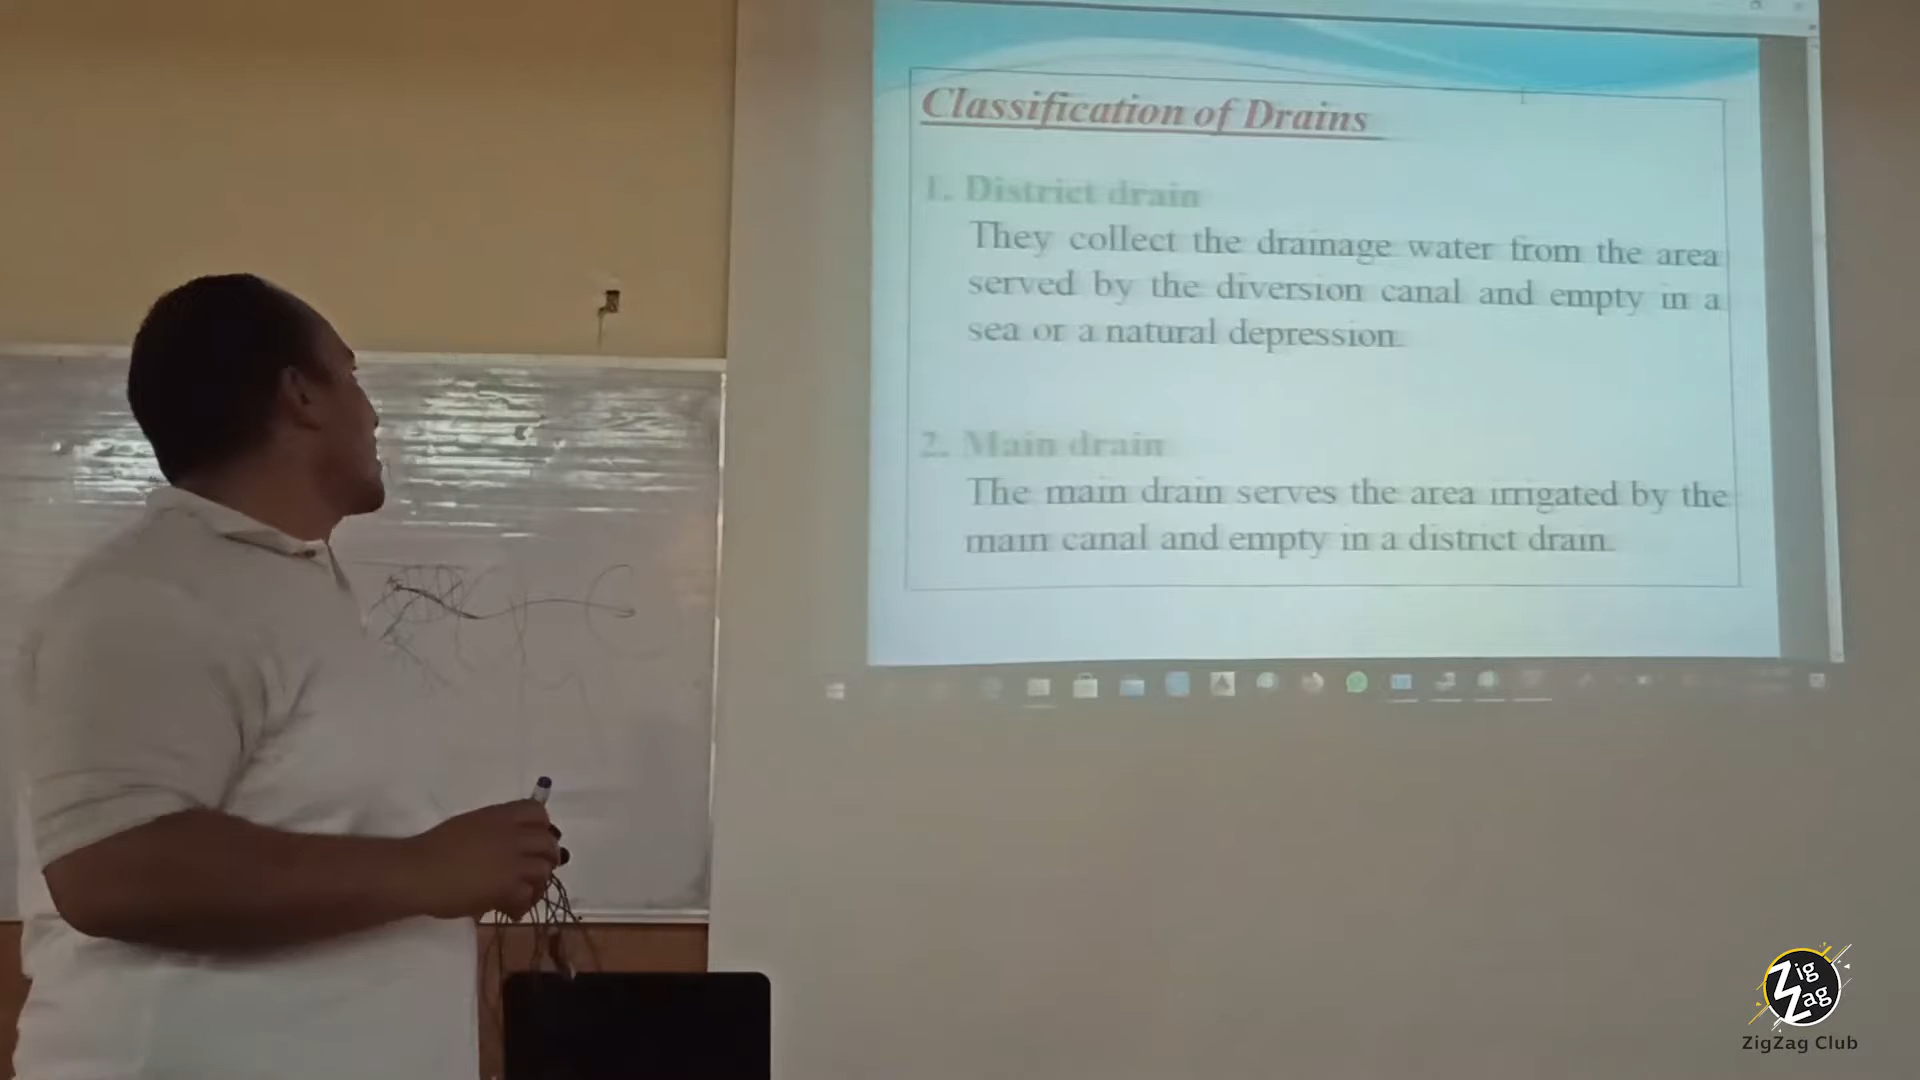 Classification of Drains
1. District drain
They collect the drainage water from the area
served by the diversion canal and empty in a
sea or a natural depression.
2. Main drain
The main drain serves the area irrigated by the
main canal and empty in a district drain.
Zig
Zag
ZigZag Club